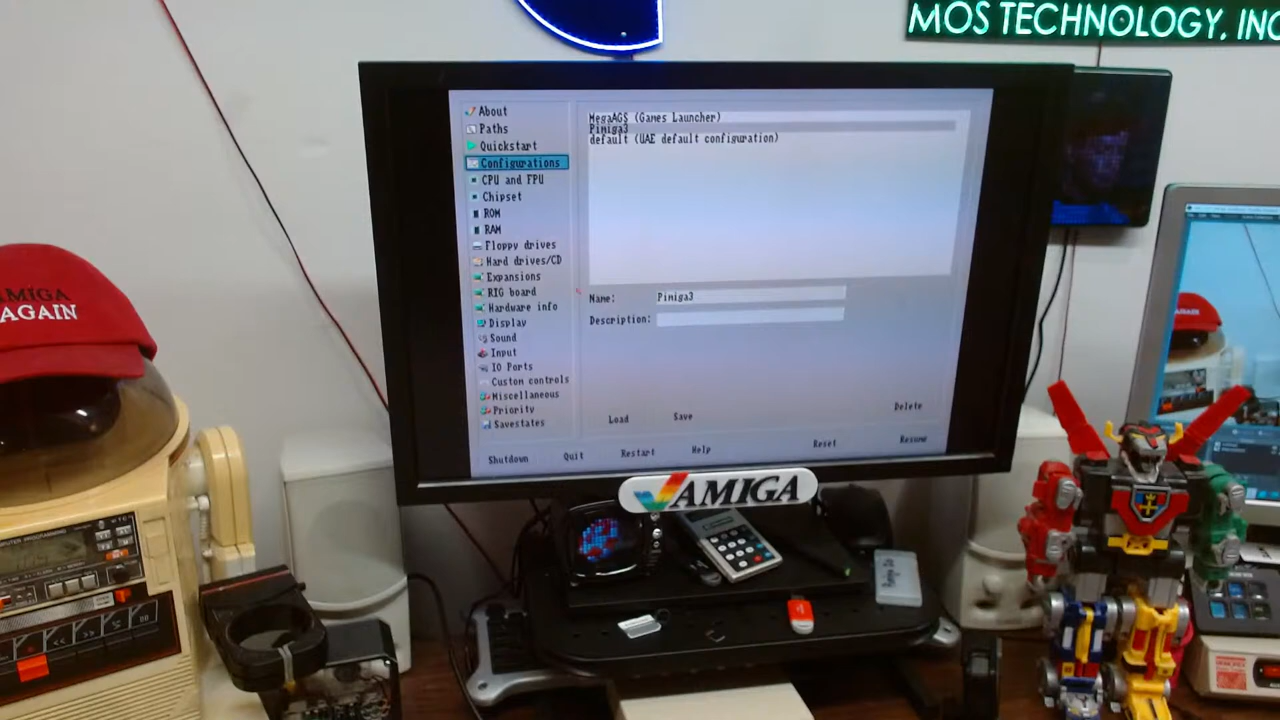 MOS TECHNOLOGY, INC
About
Paths
Quickstart
Configurations
CPU and FPU
Chipset
ROM
RAM
Floppy drives
Hard drives/CD
Expansions
RTG board
Hardware info
Display
Sound
Input
IO Ports
Custom controls
Miscellaneous
Priority
Savestates
MegaAGS (Games Launcher)
Pimiga3
default (UAE default configuration)
Name: Pimiga3
Description:
Load Save Delete
Shutdown Quit Restart Help Reset Resume
AMIGA
AMIGA
AGAIN